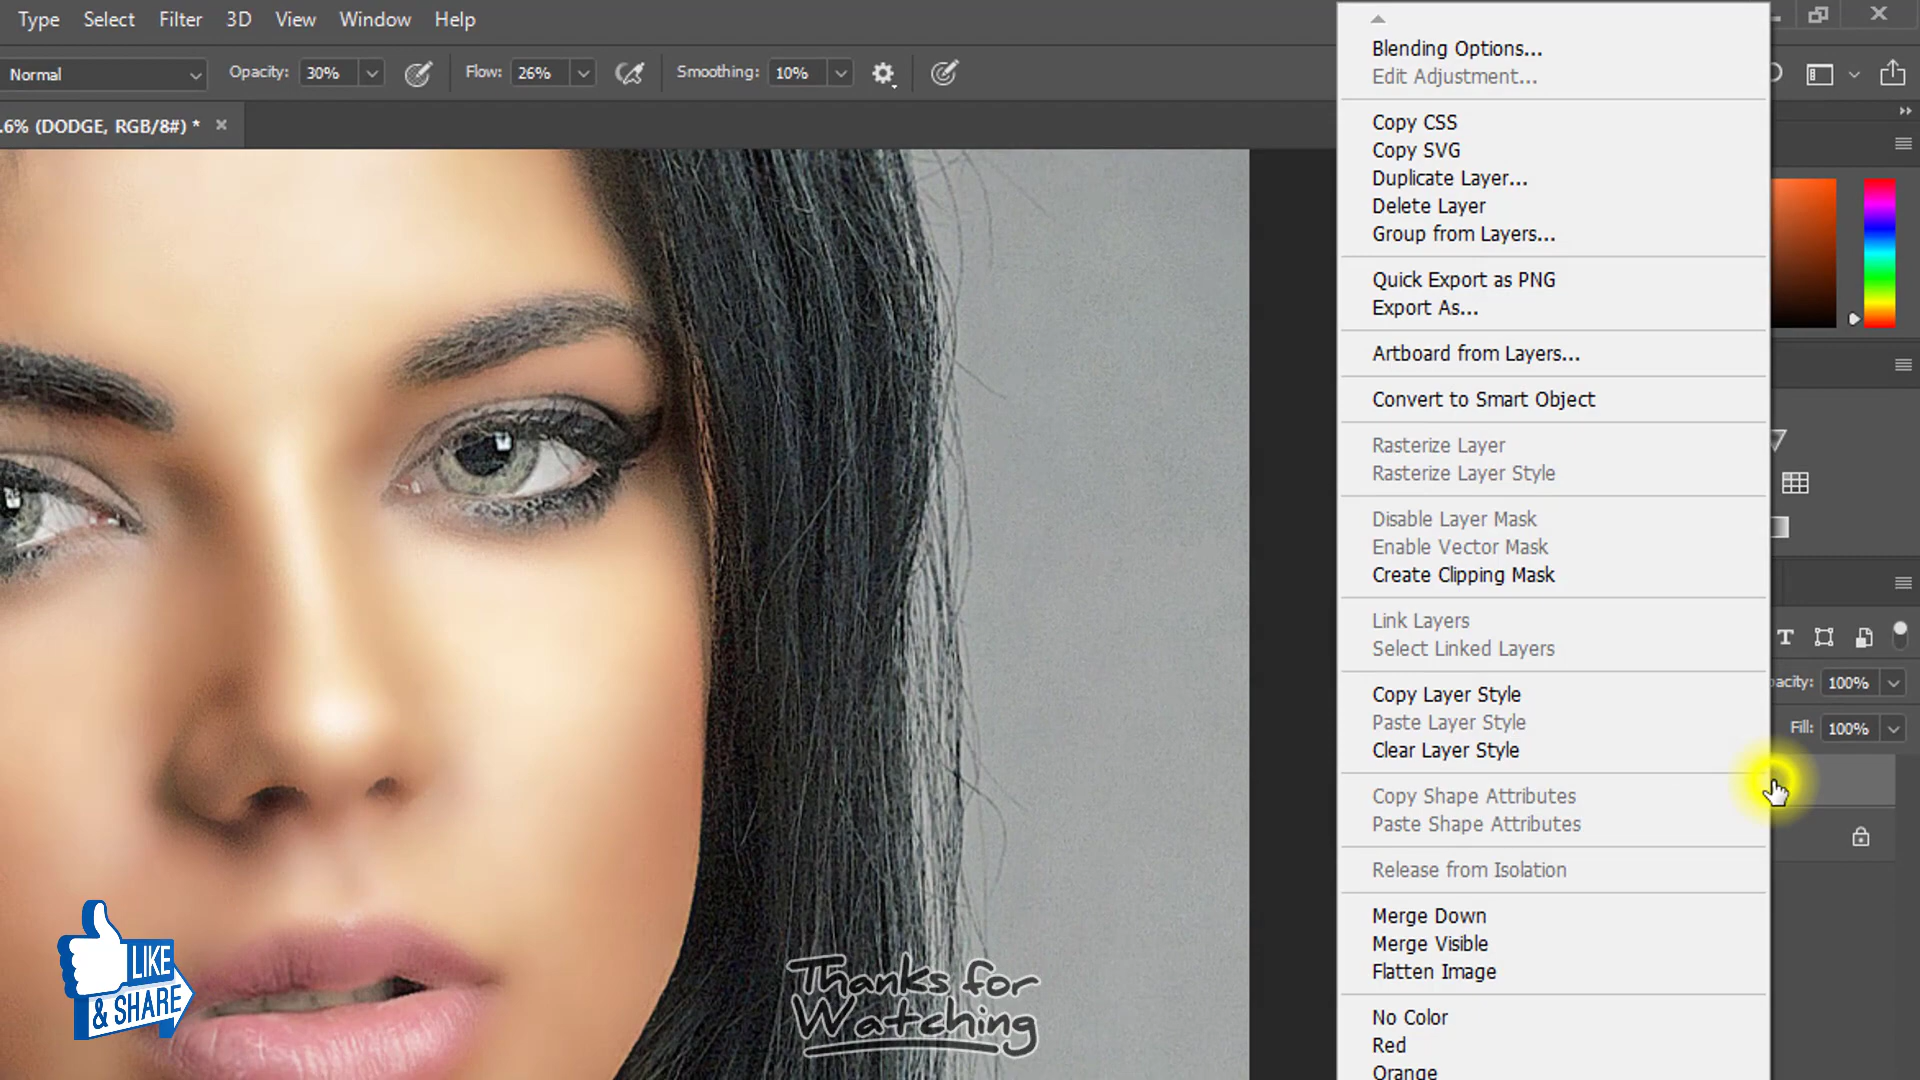 Type Select Filter 3D View Window Help
Normal Opacity: 30% Flow: 26% Smoothing: 10%
.6% (DODGE, RGB/8#) *
Blending Options...
Edit Adjustment...
Copy CSS
Copy SVG
Duplicate Layer...
Delete Layer
Group from Layers...
Quick Export as PNG
Export As...
Artboard from Layers...
Convert to Smart Object
Rasterize Layer
Rasterize Layer Style
Disable Layer Mask
Enable Vector Mask
Create Clipping Mask
Link Layers
Select Linked Layers
Copy Layer Style
Paste Layer Style
Clear Layer Style
Copy Shape Attributes
Paste Shape Attributes
Release from Isolation
Merge Down
Merge Visible
Flatten Image
No Color
Red
Orange
pacity: 100%
Fill: 100%
LIKE
& SHARE
Thanks for
Watching